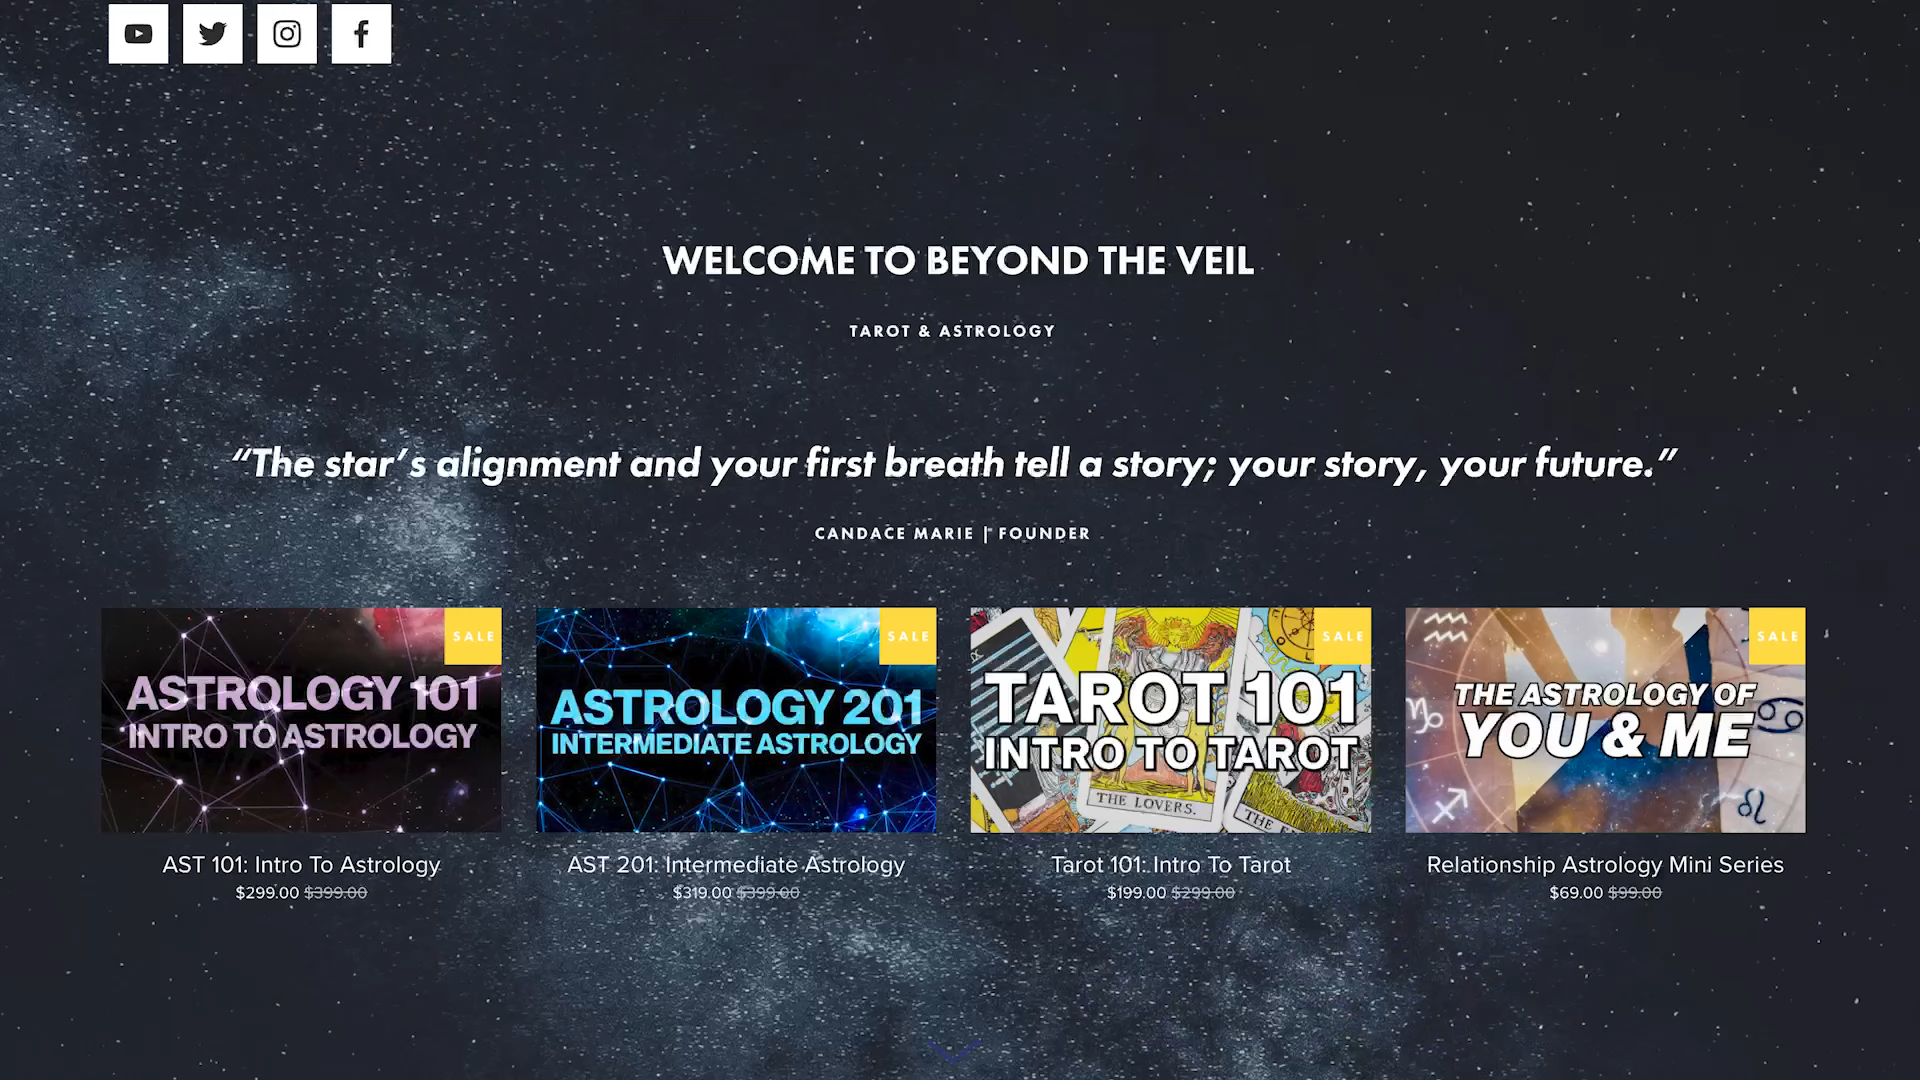 WELCOME TO BEYOND THE VEIL
TAROT & ASTROLOGY
“The star’s alignment and your first breath tell a story; your story, your future.”
CANDACE MARIE | FOUNDER
SALE
ASTROLOGY 101
INTRO TO ASTROLOGY
AST 101: Intro To Astrology
$299.00 $399.00
SALE
ASTROLOGY 201
INTERMEDIATE ASTROLOGY
AST 201: Intermediate Astrology
$319.00 $399.00
SALE
TAROT 101
INTRO TO TAROT
THE LOVERS.
THE
Tarot 101: Intro To Tarot
$199.00 $299.00
SALE
THE ASTROLOGY OF
YOU & ME
Relationship Astrology Mini Series
$69.00 $99.00